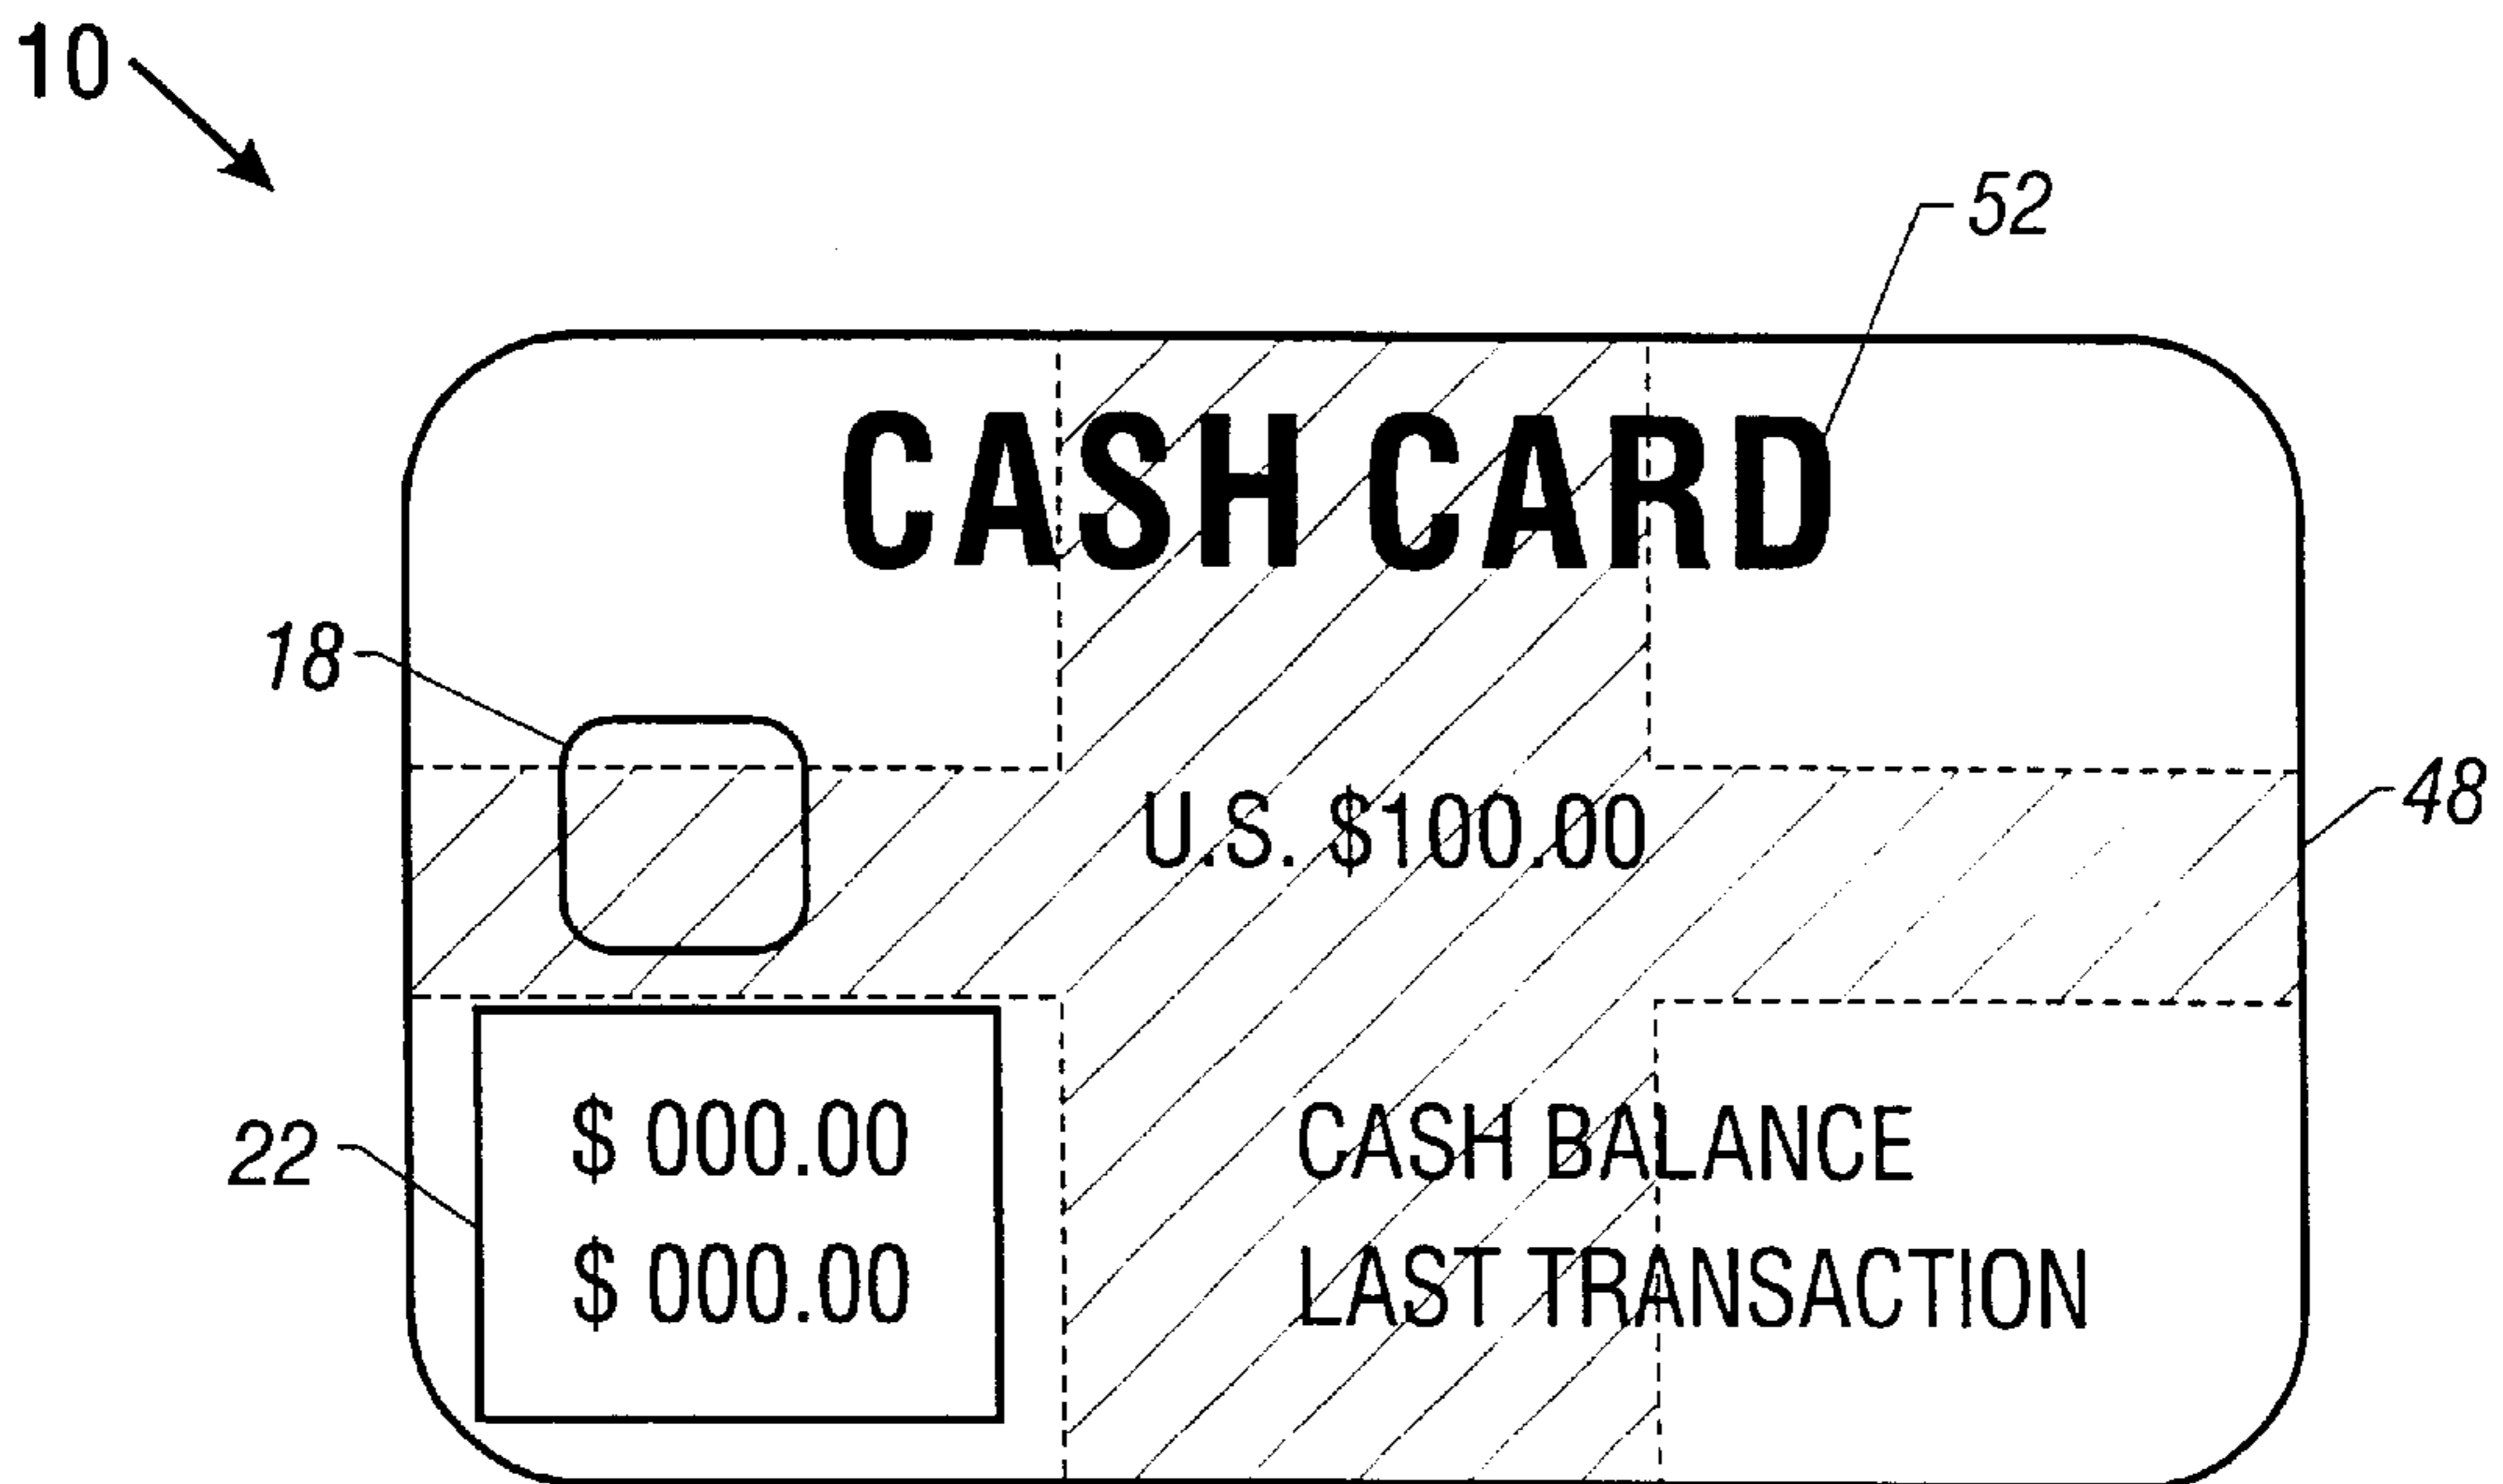 10
52
CASH CARD
18
U.S. $100.00
48
$ 000.00 CASH BALANCE
22
$ 000.00 LAST TRANSACTION